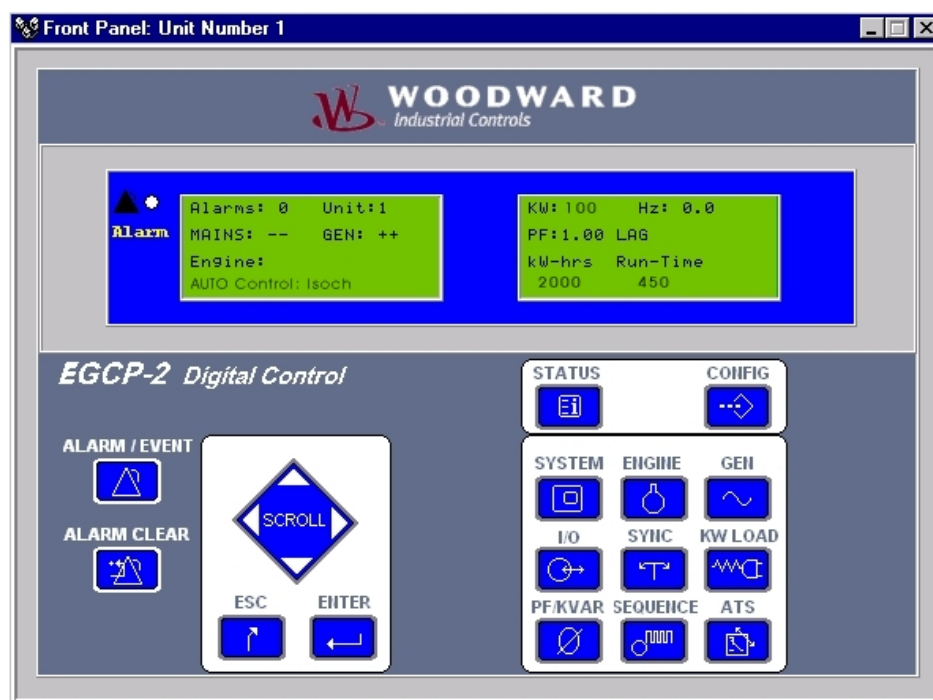 Front Panel: Unit Number 1
WOODWARD
Industrial Controls
Alarm
Alarms: 0 Unit:1
MAINS: -- GEN: ++
Engine:
AUTO Control: Isoch
KW: 100 Hz: 0.0
PF:1.00 LAG
kW-hrs Run-Time
2000 450
EGCP-2 Digital Control
ALARM / EVENT
ALARM CLEAR
SCROLL
ESC ENTER
STATUS CONFIG
SYSTEM ENGINE GEN
I/O SYNC KW LOAD
PF/KVAR SEQUENCE ATS